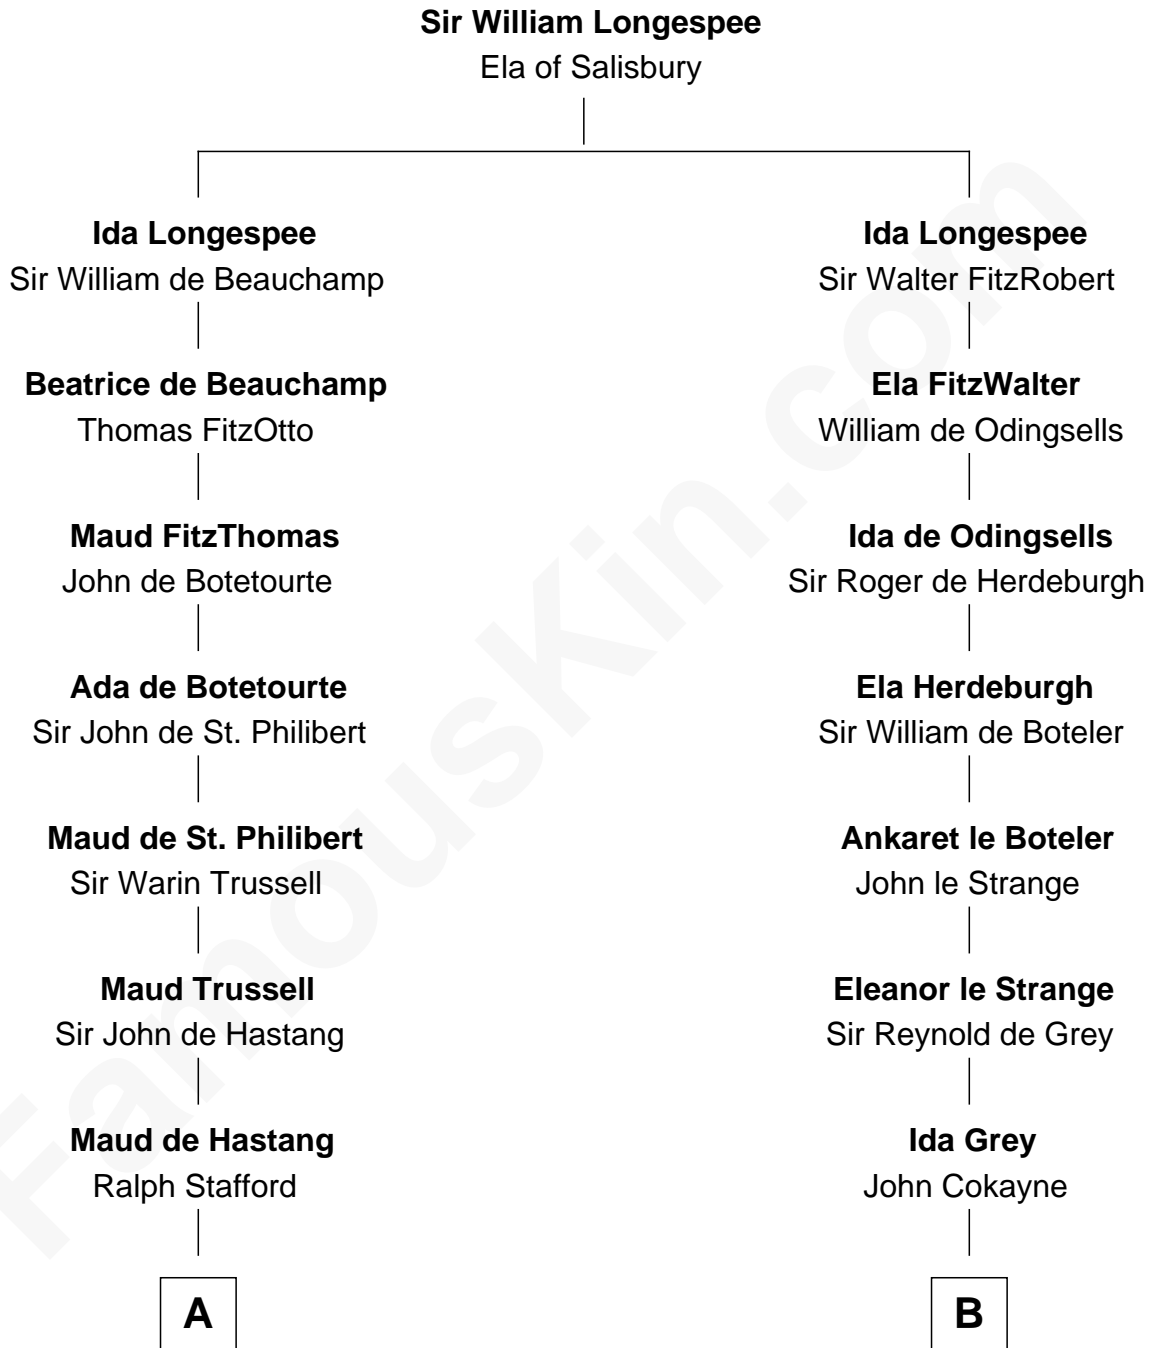 Sir William Longespee
Ela of Salisbury
Ida Longespee
Sir William de Beauchamp
Beatrice de Beauchamp
Thomas FitzOtto
Maud FitzThomas
John de Botetourte
Ada de Botetourte
Sir John de St. Philibert
Maud de St. Philibert
Sir Warin Trussell
Maud Trussell
Sir John de Hastang
Maud de Hastang
Ralph Stafford
A
Ida Longespee
Sir Walter FitzRobert
Ela FitzWalter
William de Odingsells
Ida de Odingsells
Sir Roger de Herdeburgh
Ela Herdeburgh
Sir William de Boteler
Ankaret le Boteler
John le Strange
Eleanor le Strange
Sir Reynold de Grey
Ida Grey
John Cokayne
B
FamousKin.com